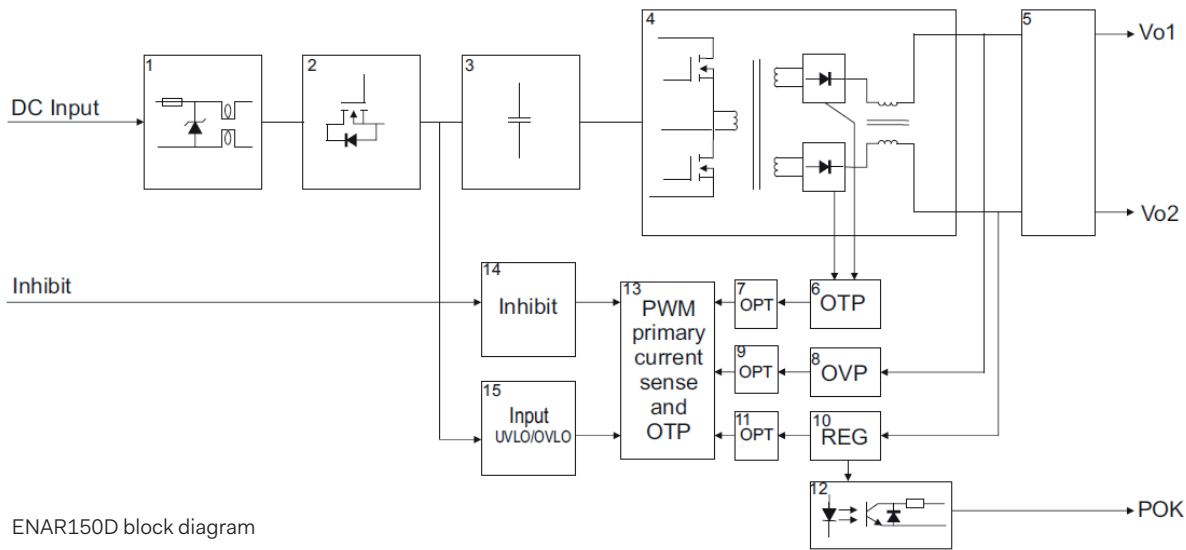 1
2
3
4
5
Vo1
DC Input
Vo2
Inhibit
14
Inhibit
13
PWM
primary
current
sense
and
OTP
7
OPT
6
OTP
9
OPT
8
OVP
15
Input
UVLO/OVLO
11
OPT
10
REG
12
POK
ENAR150D block diagram